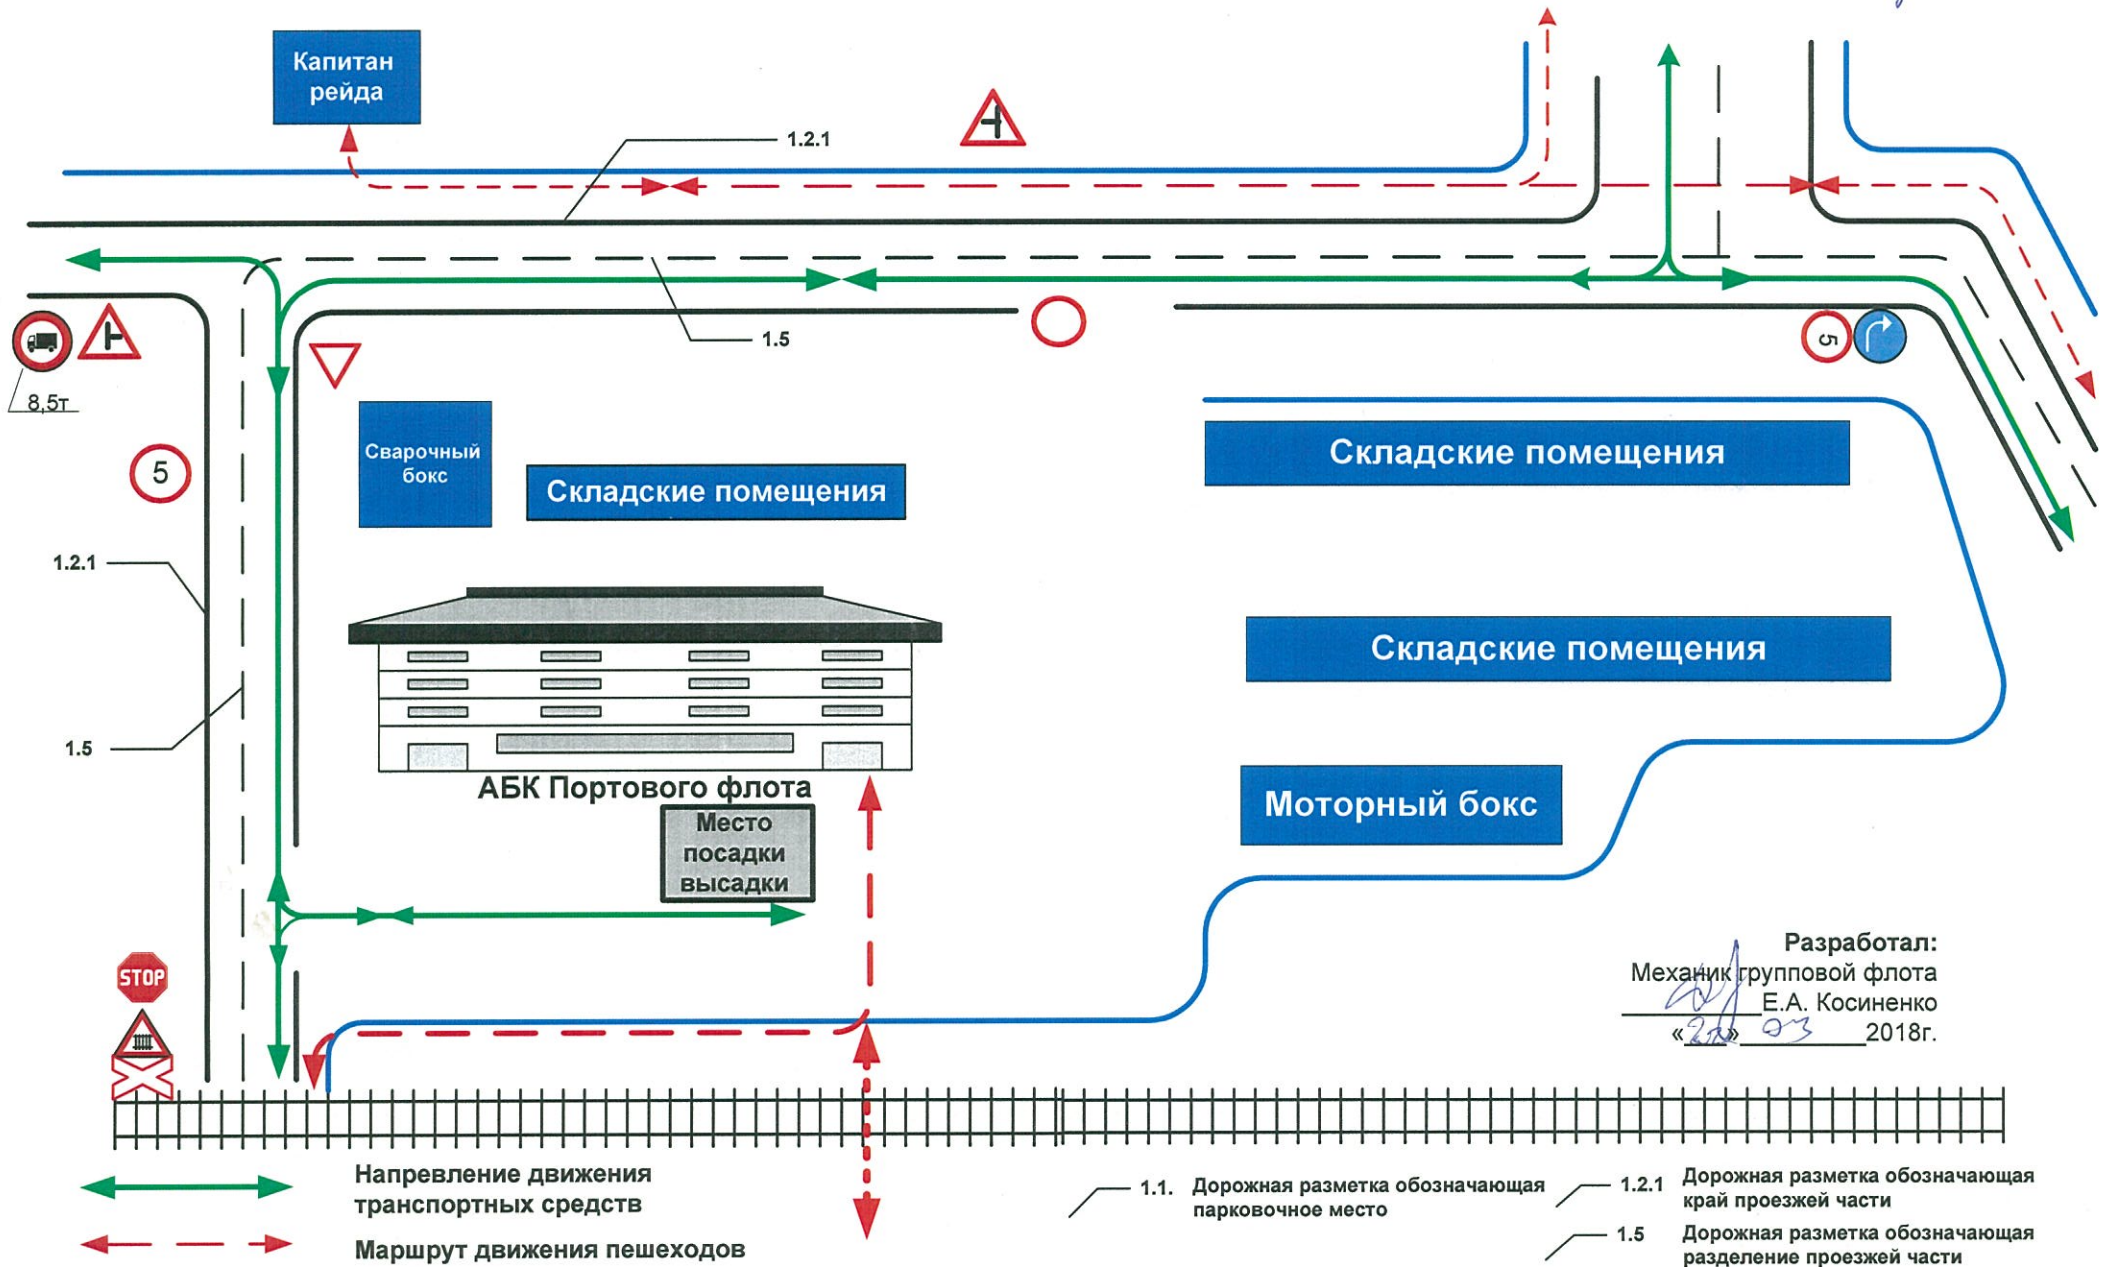 Капитан
рейда
1.2.1
1.5
8,5т
5
5
Сварочный
бокс
Складские помещения
Складские помещения
1.2.1
Складские помещения
1.5
АБК Портового флота
Место
посадки
высадки
Моторный бокс
Разработал:
Механик групповой флота
Е.А. Косиненко
« » 03 2018г.
STOP
Напревление движения
транспортных средств
Маршрут движения пешеходов
1.1. Дорожная разметка обозначающая
парковочное место
1.2.1 Дорожная разметка обозначающая
край проезжей части
1.5 Дорожная разметка обозначающая
разделение проезжей части